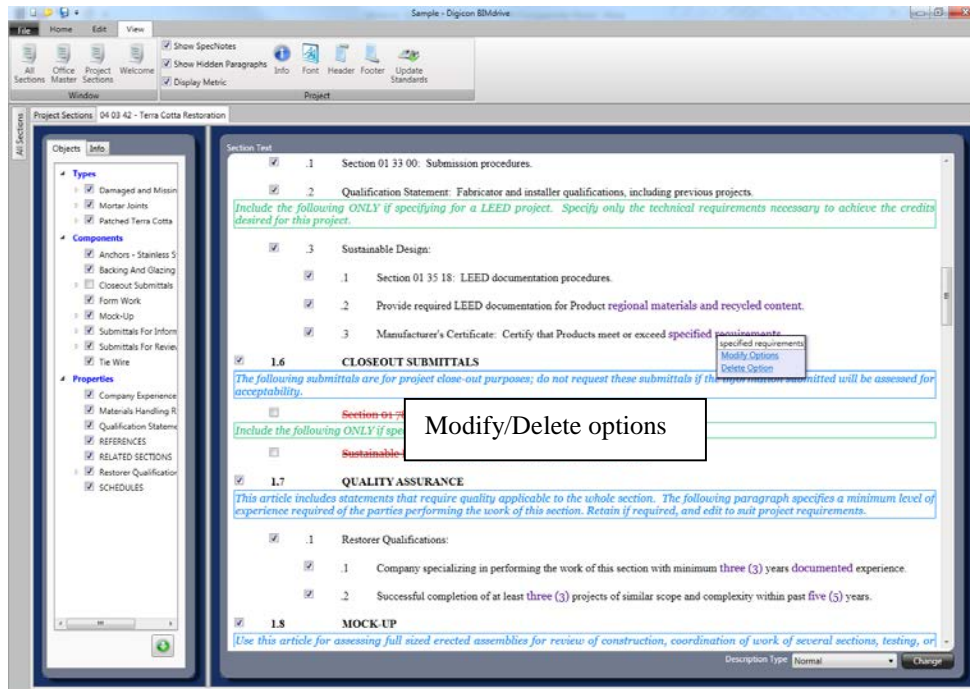 Sample - Digicon BIMdrive
File Home Edit View
All Sections
Office Master
Project Sections
Welcome
Show SpecNotes
Show Hidden Paragraphs
Display Metric
Info
Font
Header
Footer
Update Standards
Window
Project
All Sections
Project Sections
04 03 42 - Terra Cotta Restoration
Objects Info
Types
Damaged and Missin
Mortar Joints
Patched Terra Cotta
Components
Anchors - Stainless S
Backing And Glazing
Closeout Submittals
Form Work
Mock-Up
Submittals For Inform
Submittals For Review
Tie Wire
Properties
Company Experience
Materials Handling R
Qualification Stateme
REFERENCES
RELATED SECTIONS
Restorer Qualification
SCHEDULES
Section Text
.1 Section 01 33 00: Submission procedures.
.2 Qualification Statement: Fabricator and installer qualifications, including previous projects.
Include the following ONLY if specifying for a LEED project. Specify only the technical requirements necessary to achieve the credits
desired for this project.
.3 Sustainable Design:
.1 Section 01 35 18: LEED documentation procedures.
.2 Provide required LEED documentation for Product regional materials and recycled content.
.3 Manufacturer's Certificate: Certify that Products meet or exceed specified requirements
specified requirements
Modify Options
Delete Option
1.6 CLOSEOUT SUBMITTALS
The following submittals are for project close-out purposes; do not request these submittals if the information submitted will be assessed for
acceptability.
Section 01 78
Include the following ONLY if spe
Sustainable
Modify/Delete options
1.7 QUALITY ASSURANCE
This article includes statements that require quality applicable to the whole section. The following paragraph specifies a minimum level of
experience required of the parties performing the work of this section. Retain if required, and edit to suit project requirements.
.1 Restorer Qualifications:
.1 Company specializing in performing the work of this section with minimum three (3) years documented experience.
.2 Successful completion of at least three (3) projects of similar scope and complexity within past five (5) years.
1.8 MOCK-UP
Use this article for assessing full sized erected assemblies for review of construction, coordination of work of several sections, testing, or
Description Type Normal Change